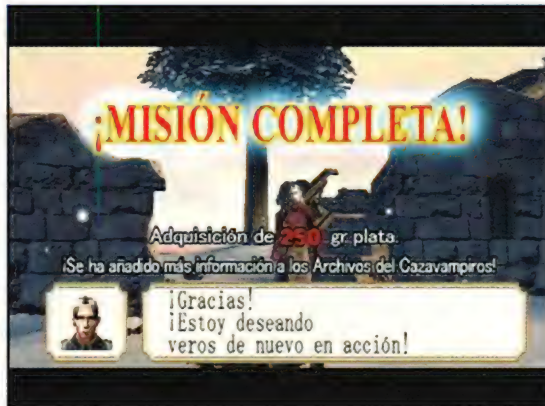 ¡MISIÓN COMPLETA!
Adquisición de 250 gr. plata.
¡Se ha añadido más información a los Archivos del Cazavampiros!
¡Gracias!
¡Estoy deseando
veros de nuevo en acción!